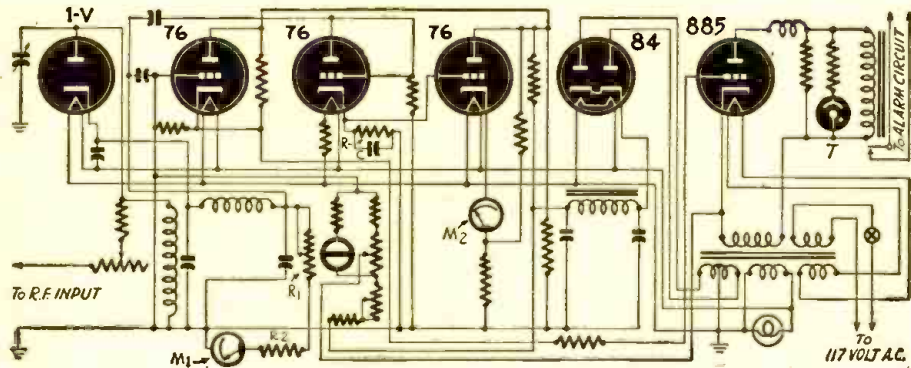 1-V
76
76
76
84
885
R-
C
T
TO ALARM CIRCUIT
M2
TO R.F. INPUT
R1
M1
R2
TO
117 VOLT A.C.